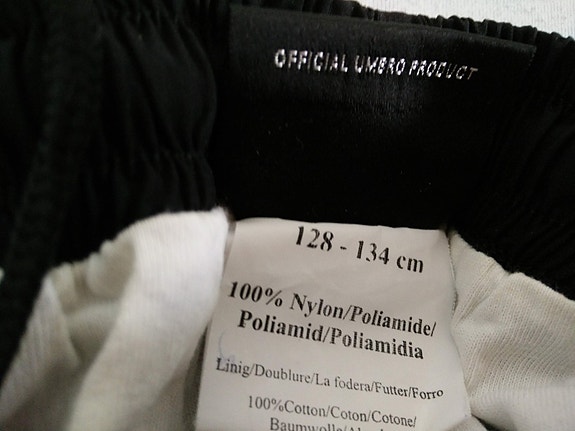 OFFICIAL UMBRO PRODUCT
128 - 134 cm
100% Nylon/Poliamide/
Poliamid/Poliamidia
Linig/Doublure/La fodera/Futter/Forro
100%Cotton/Coton/Cotone/